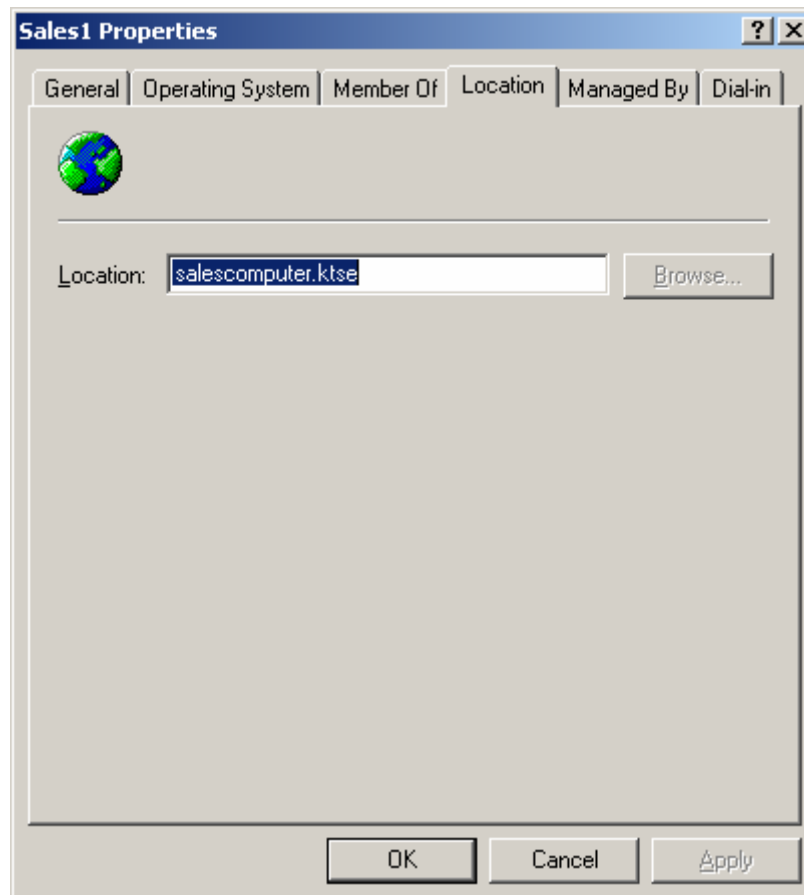 Sales1 Properties
General Operating System Member Of Location Managed By Dial-in
Location: salescomputer.ktse Browse...
OK Cancel Apply